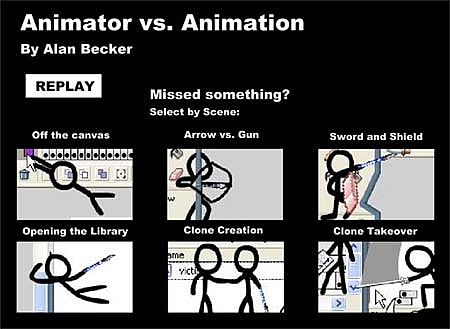 Animator vs. Animation
By Alan Becker
REPLAY
Missed something?
Select by Scene:
Off the canvas
Arrow vs. Gun
Sword and Shield
Opening the Library
Clone Creation
Clone Takeover
victi